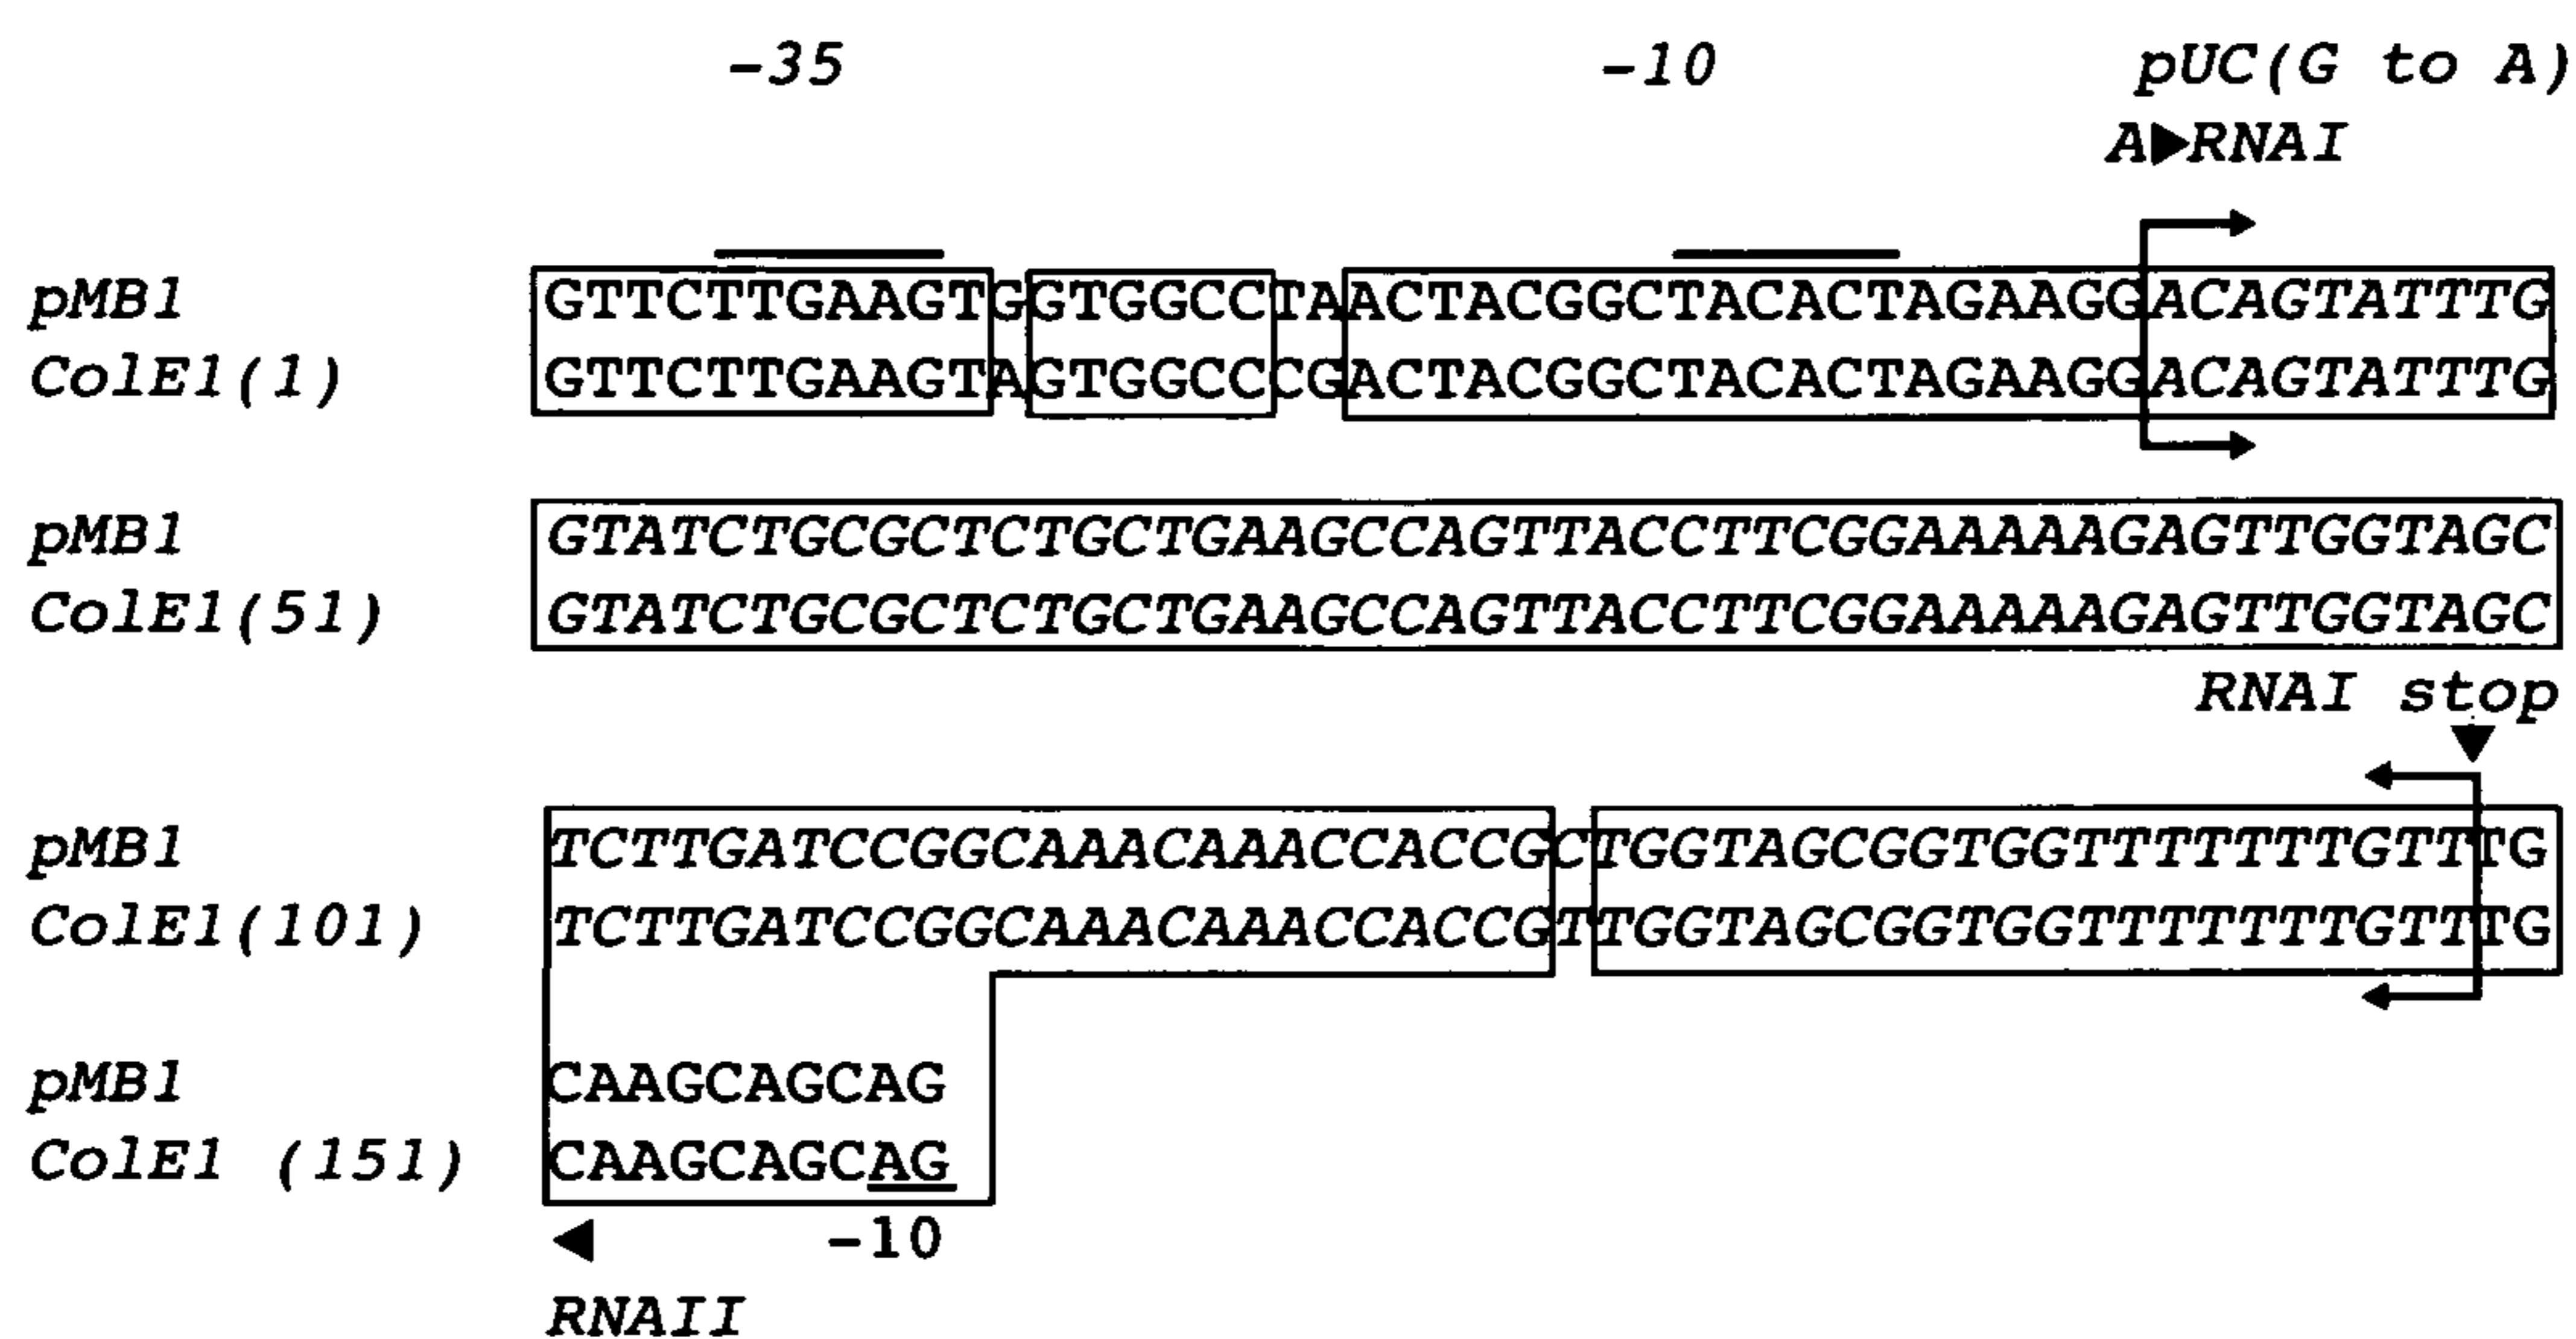 -35 -10 pUC(G to A)
A▶RNAI
pMB1 GTTCTTGAAGTGGTGGCCTAACTACGGCTACACTAGAAGGACAGTATTTG
ColE1(1) GTTCTTGAAGTAGTGGCCCGACTACGGCTACACTAGAAGGACAGTATTTG
pMB1 GTATCTGCGCTCTGCTGAAGCCAGTTACCTTCGGAAAAAGAGTTGGTAGC
ColE1(51) GTATCTGCGCTCTGCTGAAGCCAGTTACCTTCGGAAAAAGAGTTGGTAGC
RNAI stop
pMB1 TCTTGATCCGGCAAACAAACCACCGCTGGTAGCGGTGGTTTTTTTGTTTG
ColE1(101) TCTTGATCCGGCAAACAAACCACCGTTGGTAGCGGTGGTTTTTTTGTTTG
pMB1 CAAGCAGCAG
ColE1 (151) CAAGCAGCAG
◀ -10
RNAII